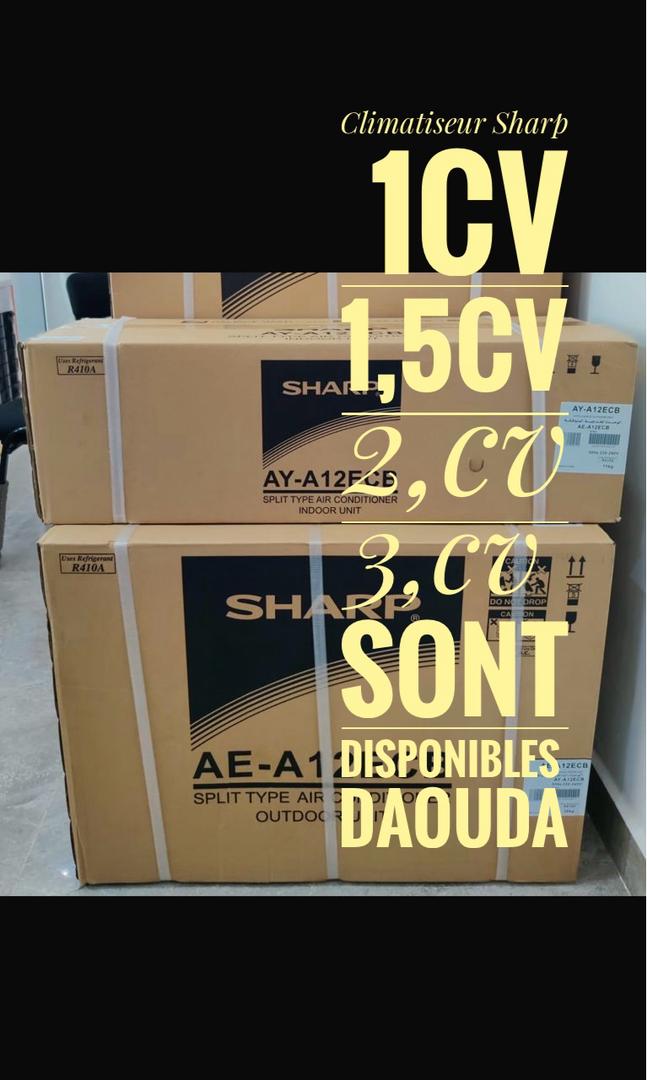 Climatiseur Sharp
1CV
1,5CV
2,CV
3,CV
SONT
DISPONIBLES
DAOUDA
Uses Refrigerant
R410A
SHARP
AY-A12ECB
SPLIT TYPE AIR CONDITIONER
INDOOR UNIT
AY-A12ECB
AE-A12ECB
Uses Refrigerant
R410A
SHARP
AE-A12ECB
SPLIT TYPE AIR CONDITIONER
OUTDOOR UNIT
CAUTION
DO NOT DROP
CAUTION